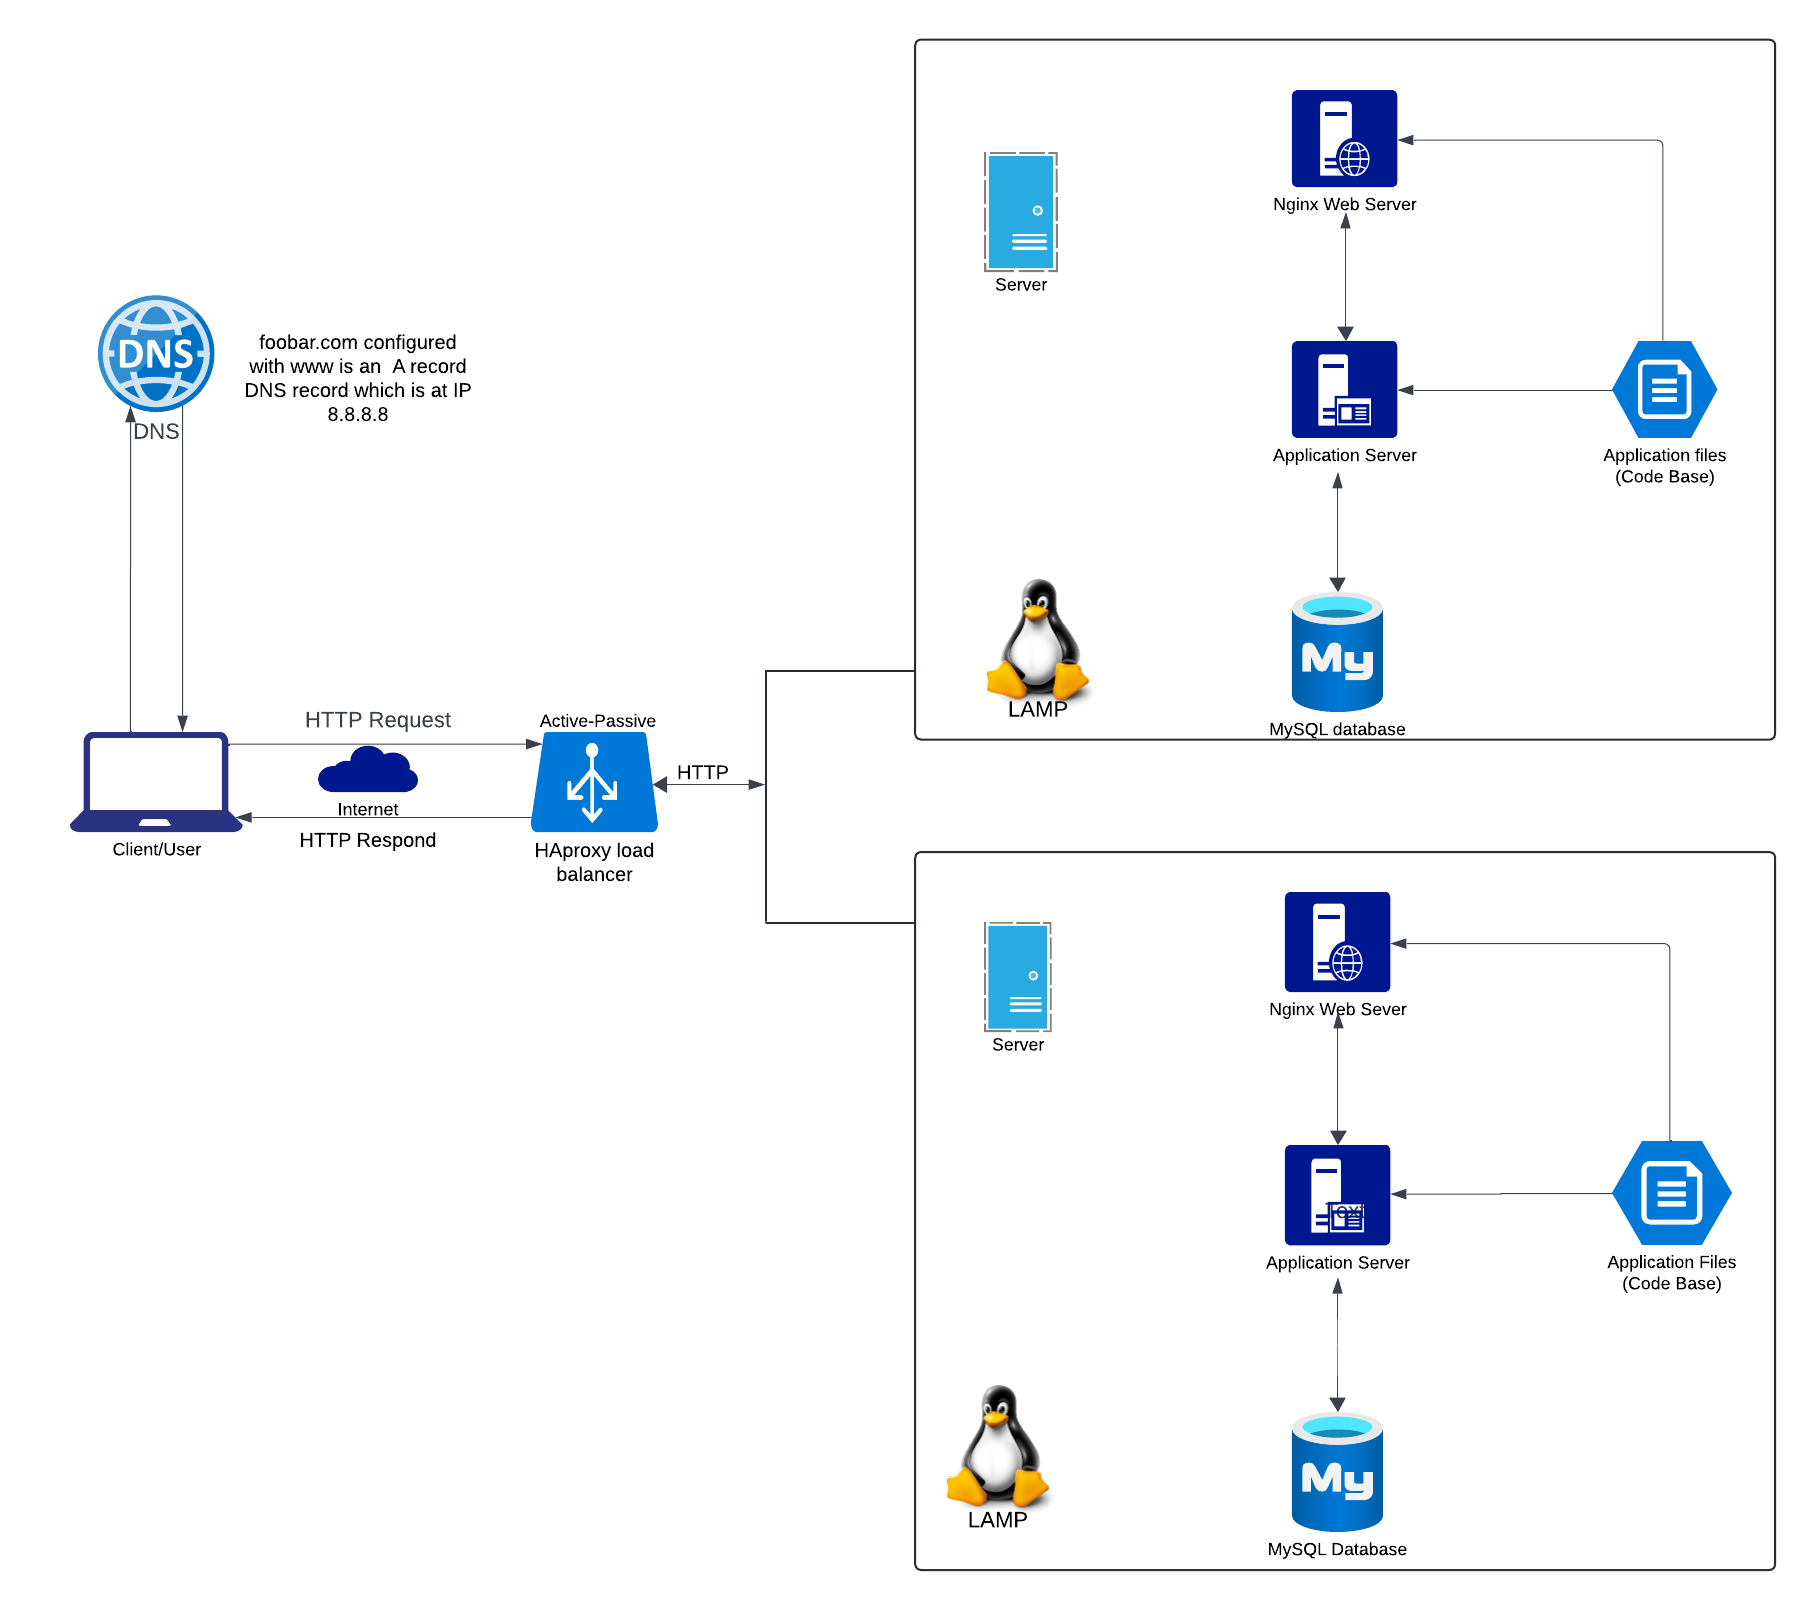 Nginx Web Server
Server
DNS
foobar.com configured
with www is an A record
DNS record which is at IP
8.8.8.8
DNS
Application Server
Application files
(Code Base)
LAMP
My
MySQL database
HTTP Request
Active-Passive
HTTP
Internet
HTTP Respond
Client/User
HAproxy load
balancer
Nginx Web Sever
Server
Text
Application Server
Application Files
(Code Base)
LAMP
My
MySQL Database